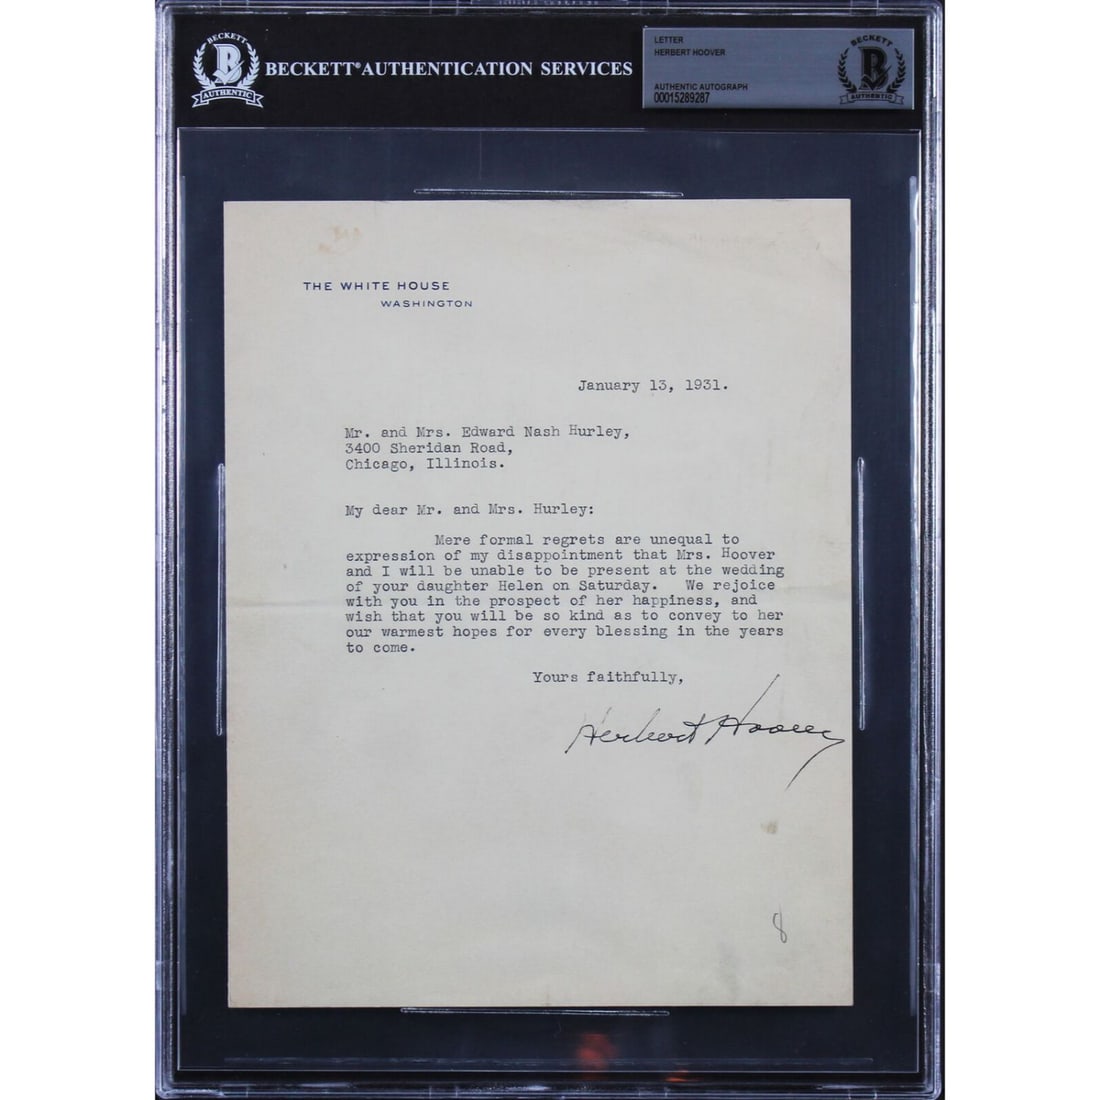 BECKETT
B
AUTHENTIC
BECKETT® AUTHENTICATION SERVICES
LETTER
HERBERT HOOVER
AUTHENTIC AUTOGRAPH
00015289287
BECKETT
B
AUTHENTIC
THE WHITE HOUSE
WASHINGTON
January 13, 1931.
Mr. and Mrs. Edward Nash Hurley,
3400 Sheridan Road,
Chicago, Illinois.
My dear Mr. and Mrs. Hurley:
Mere formal regrets are unequal to
expression of my disappointment that Mrs. Hoover
and I will be unable to be present at the wedding
of your daughter Helen on Saturday. We rejoice
with you in the prospect of her happiness, and
wish that you will be so kind as to convey to her
our warmest hopes for every blessing in the years
to come.
Yours faithfully,
Herbert Hoover
8